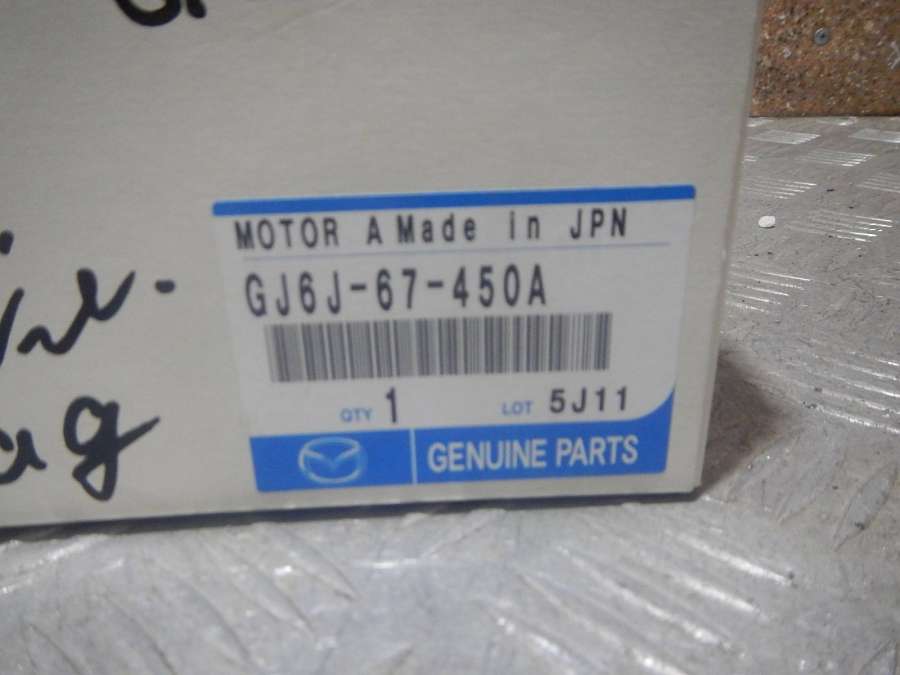 MOTOR A Made in JPN
GJ6J-67-450A
QTY 1 LOT 5J11
GENUINE PARTS